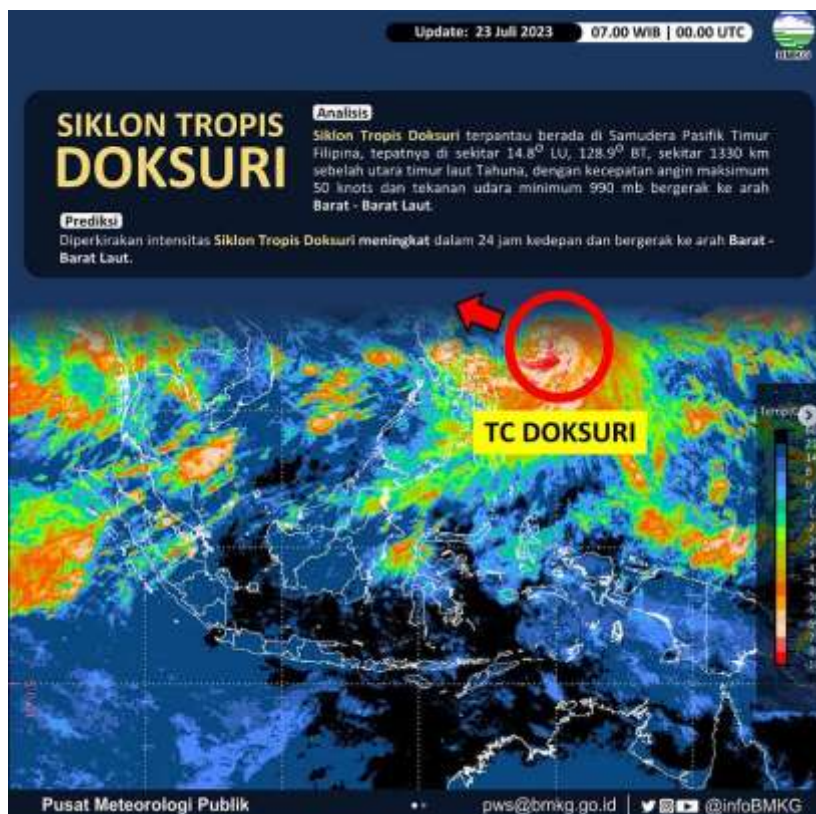 Update: 23 Juli 2023
07.00 WIB | 00.00 UTC
BMKG
SIKLON TROPIS
DOKSURI
Analisis
Siklon Tropis Doksuri terpantau berada di Samudera Pasifik Timur
Filipina, tepatnya di sekitar 14.8⁰ LU, 128.9⁰ BT, sekitar 1330 km
sebelah utara timur laut Tahuna, dengan kecepatan angin maksimum
50 knots dan tekanan udara minimum 990 mb bergerak ke arah
Barat - Barat Laut.
Prediksi
Diperkirakan intensitas Siklon Tropis Doksuri meningkat dalam 24 jam kedepan dan bergerak ke arah Barat -
Barat Laut.
TC DOKSURI
Pusat Meteorologi Publik
pws@bmkg.go.id | @infoBMKG